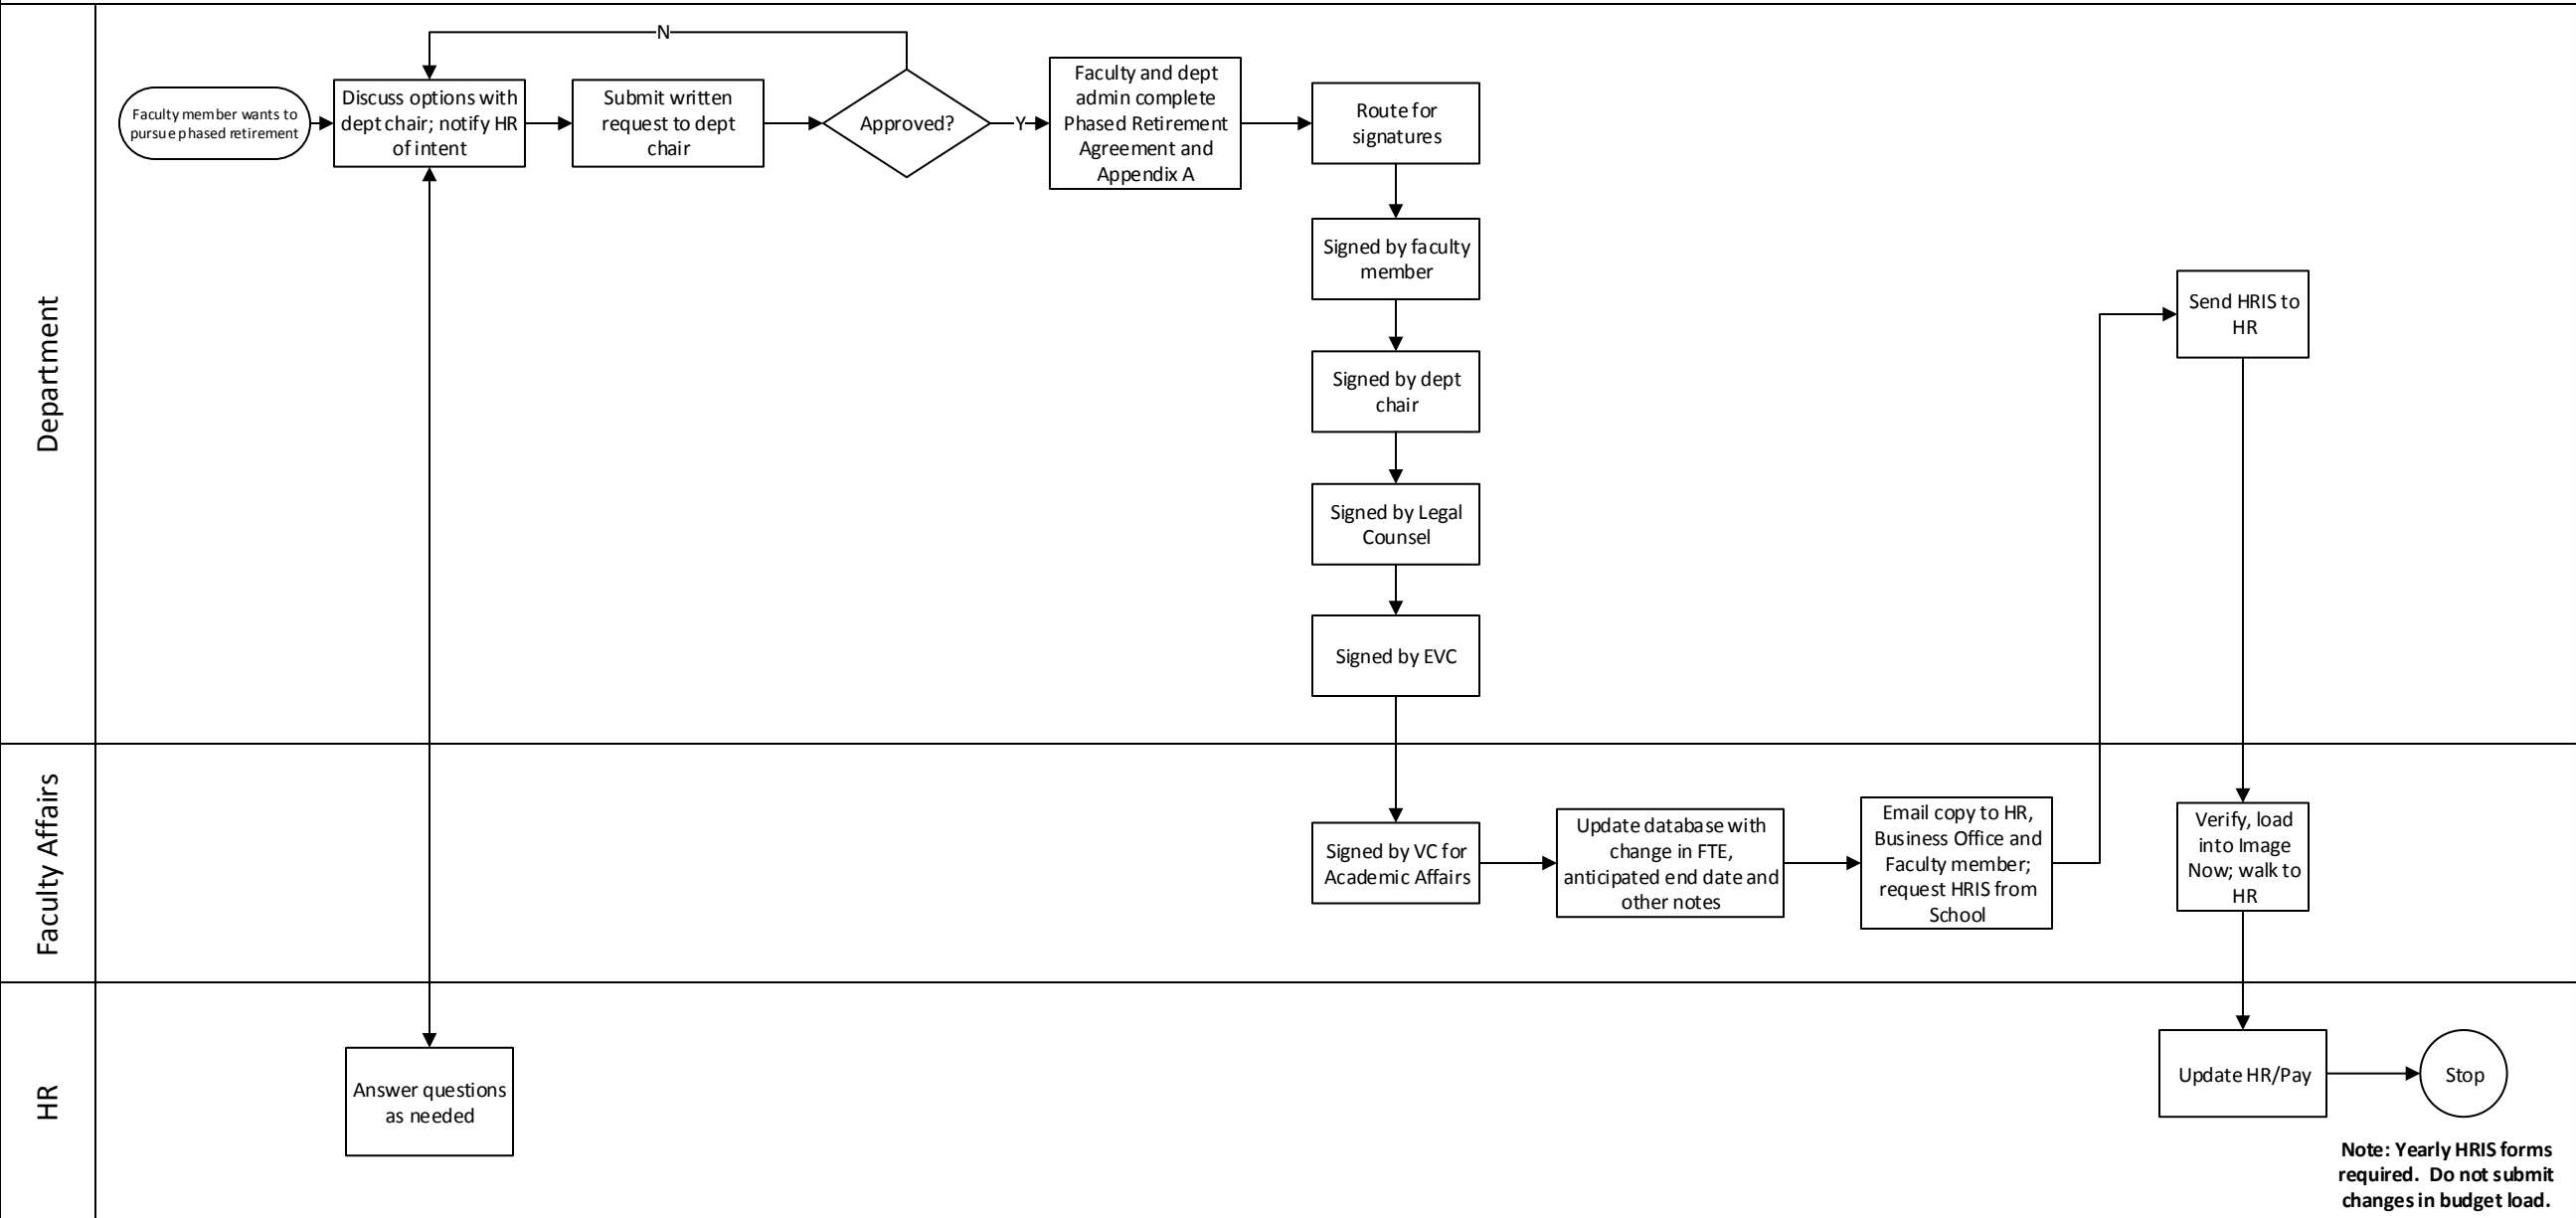 Department
N
Faculty member wants to
pursue phased retirement
Discuss options with
dept chair; notify HR
of intent
Submit written
request to dept
chair
Approved?
Y
Faculty and dept
admin complete
Phased Retirement
Agreement and
Appendix A
Route for
signatures
Signed by faculty
member
Signed by dept
chair
Signed by Legal
Counsel
Signed by EVC
Send HRIS to
HR
Faculty Affairs
Signed by VC for
Academic Affairs
Update database with
change in FTE,
anticipated end date and
other notes
Email copy to HR,
Business Office and
Faculty member;
request HRIS from
School
Verify, load
into Image
Now; walk to
HR
HR
Answer questions
as needed
Update HR/Pay
Stop
Note: Yearly HRIS forms
required.  Do not submit
changes in budget load.